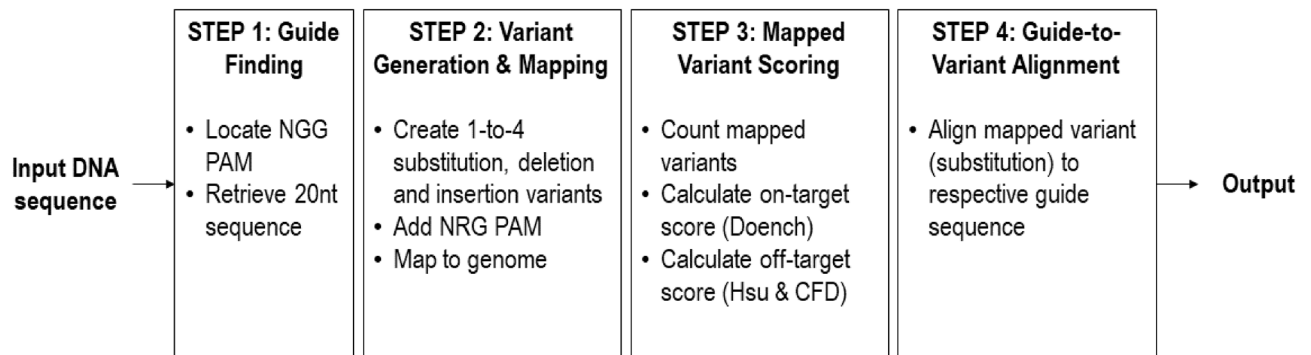 Input DNA
sequence
STEP 1: Guide
Finding
• Locate NGG
PAM
• Retrieve 20nt
sequence
STEP 2: Variant
Generation & Mapping
• Create 1-to-4
substitution, deletion
and insertion variants
• Add NRG PAM
• Map to genome
STEP 3: Mapped
Variant Scoring
• Count mapped
variants
• Calculate on-target
score (Doench)
• Calculate off-target
score (Hsu & CFD)
STEP 4: Guide-to-
Variant Alignment
• Align mapped variant
(substitution) to
respective guide
sequence
Output